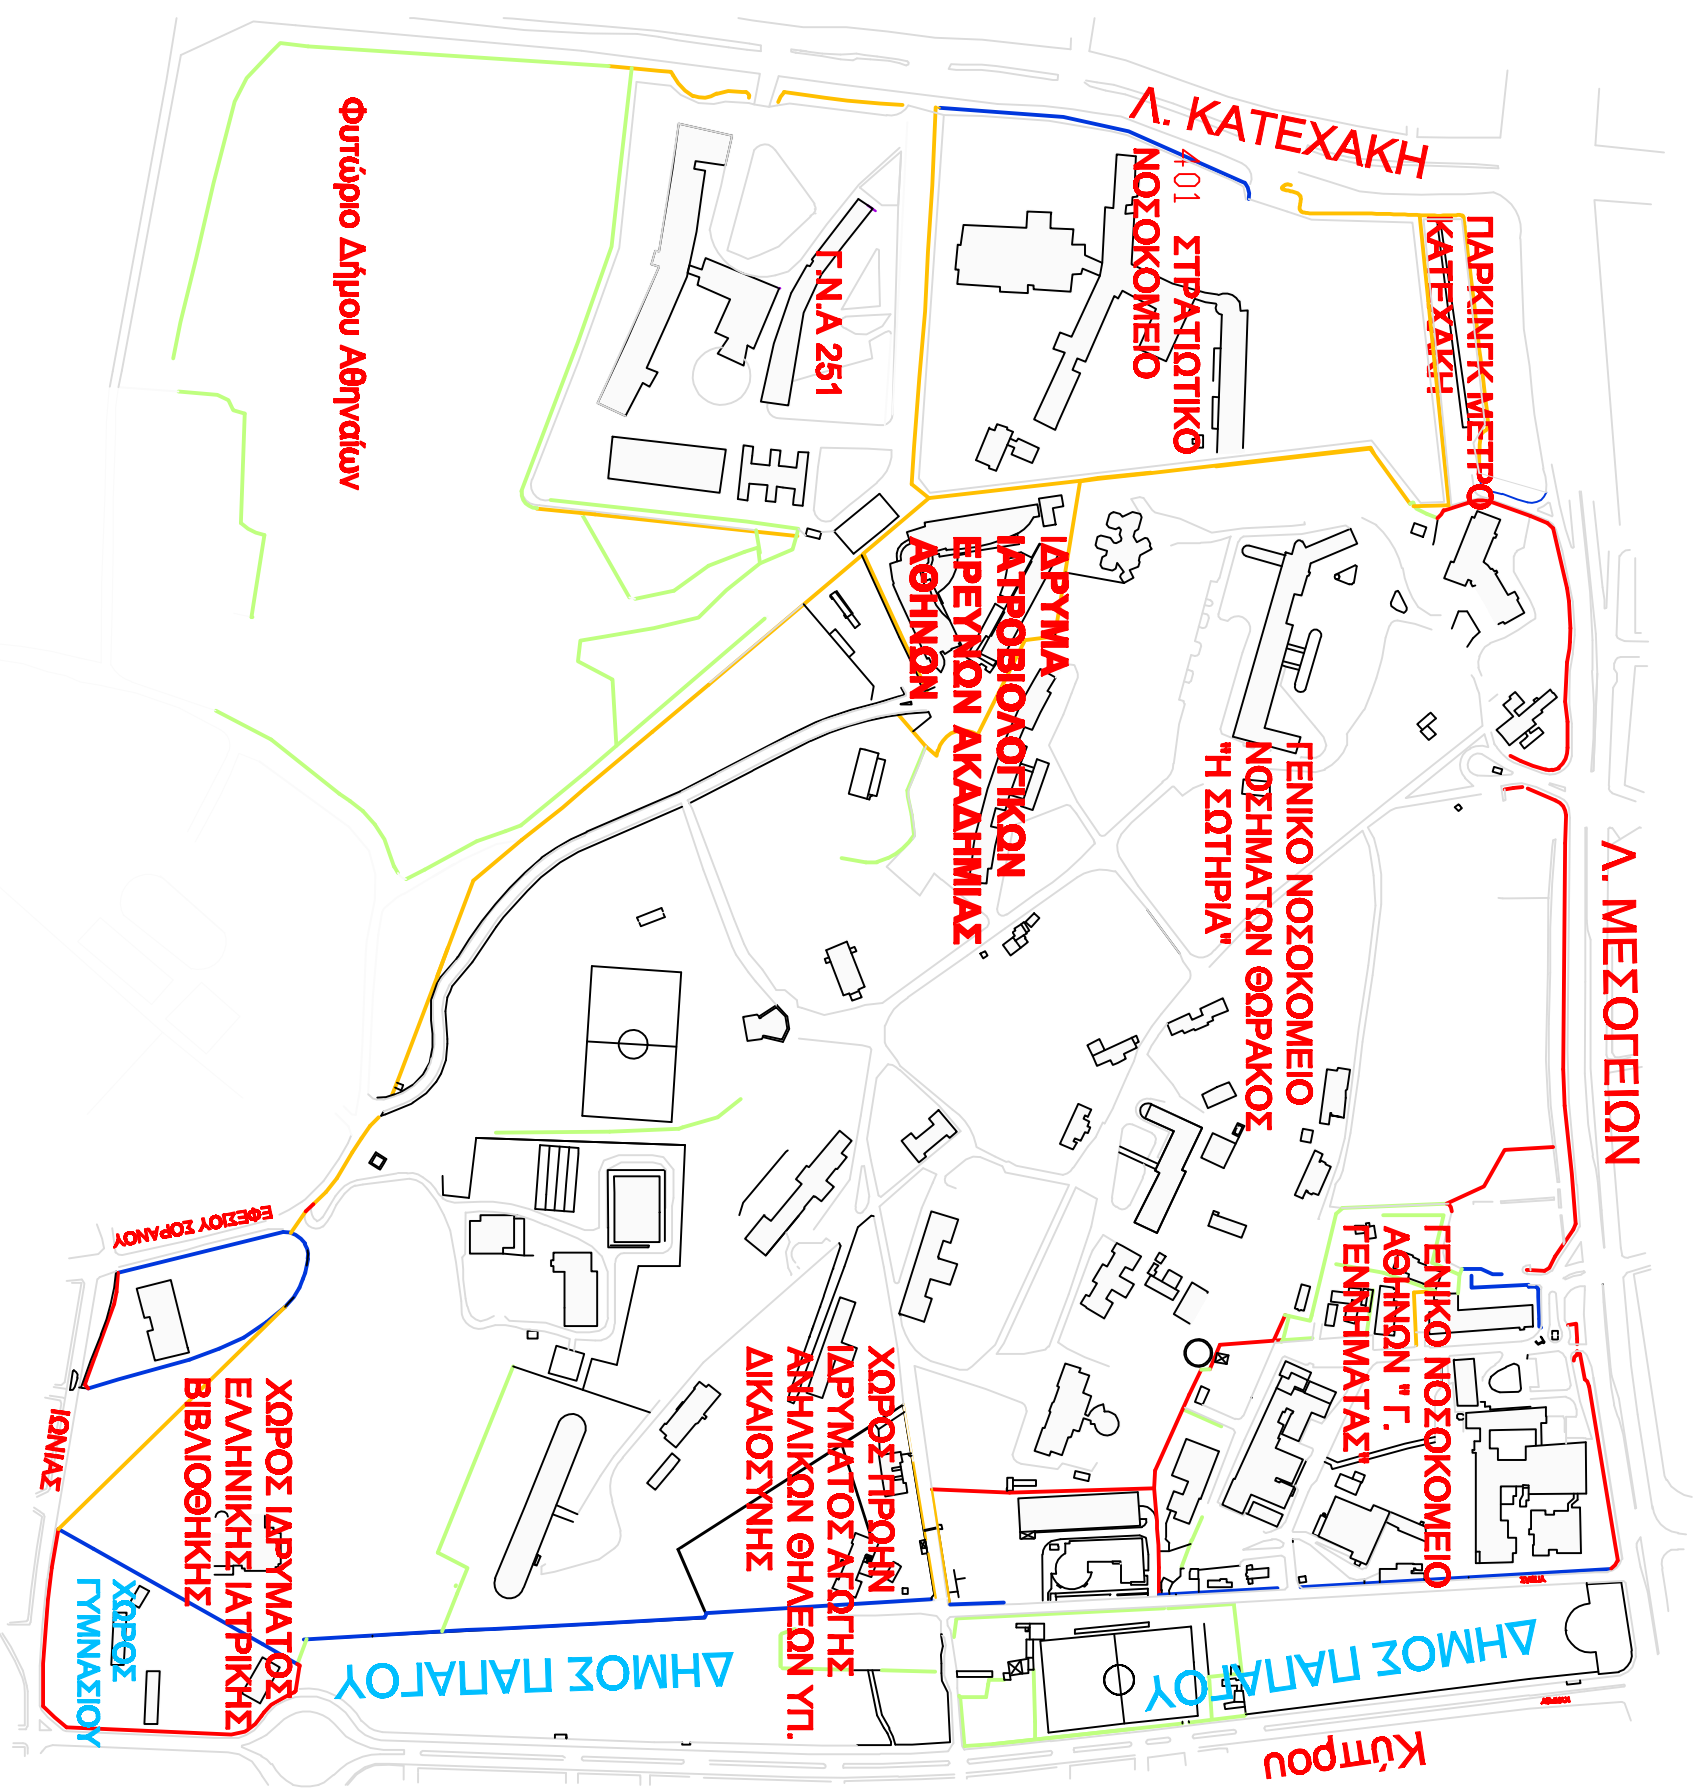 Λ. ΚΑΤΕΧΑΚΗ
ΠΑΡΚΙΝΓΚ ΜΕΤΡΟ
ΚΑΤΕΧΑΚΗ
401 ΣΤΡΑΤΙΩΤΙΚΟ
ΝΟΣΟΚΟΜΕΙΟ
Γ.Ν.Α 251
Φυτώριο Δήμου Αθηναίων
ΙΔΡΥΜΑ
ΙΑΤΡΟΒΙΟΛΟΓΙΚΩΝ
ΕΡΕΥΝΩΝ ΑΚΑΔΗΜΙΑΣ
ΑΘΗΝΩΝ
ΓΕΝΙΚΟ ΝΟΣΟΚΟΜΕΙΟ
ΝΟΣΗΜΑΤΩΝ ΘΩΡΑΚΟΣ
"Η ΣΩΤΗΡΙΑ"
Λ. ΜΕΣΟΓΕΙΩΝ
ΓΕΝΙΚΟ ΝΟΣΟΚΟΜΕΙΟ
ΑΘΗΝΩΝ " Γ.
ΓΕΝΝΗΜΑΤΑΣ"
ΕΦΕΣΙΟΥ ΣΟΡΑΝΟΥ
ΙΩΝΙΑΣ
ΧΩΡΟΣ ΙΔΡΥΜΑΤΟΣ
ΕΛΛΗΝΙΚΗΣ ΙΑΤΡΙΚΗΣ
ΒΙΒΛΙΟΘΗΚΗΣ
ΧΩΡΟΣ ΠΡΩΗΝ
ΙΔΡΥΜΑΤΟΣ ΑΓΩΓΗΣ
ΑΝΗΛΙΚΩΝ ΘΗΛΕΩΝ ΥΠ.
ΔΙΚΑΙΟΣΥΝΗΣ
ΧΩΡΟΣ
ΓΥΜΝΑΣΙΟΥ
ΔΗΜΟΣ ΠΑΠΑΓΟΥ
ΔΗΜΟΣ ΠΑΠΑΓΟΥ
Κύπρου